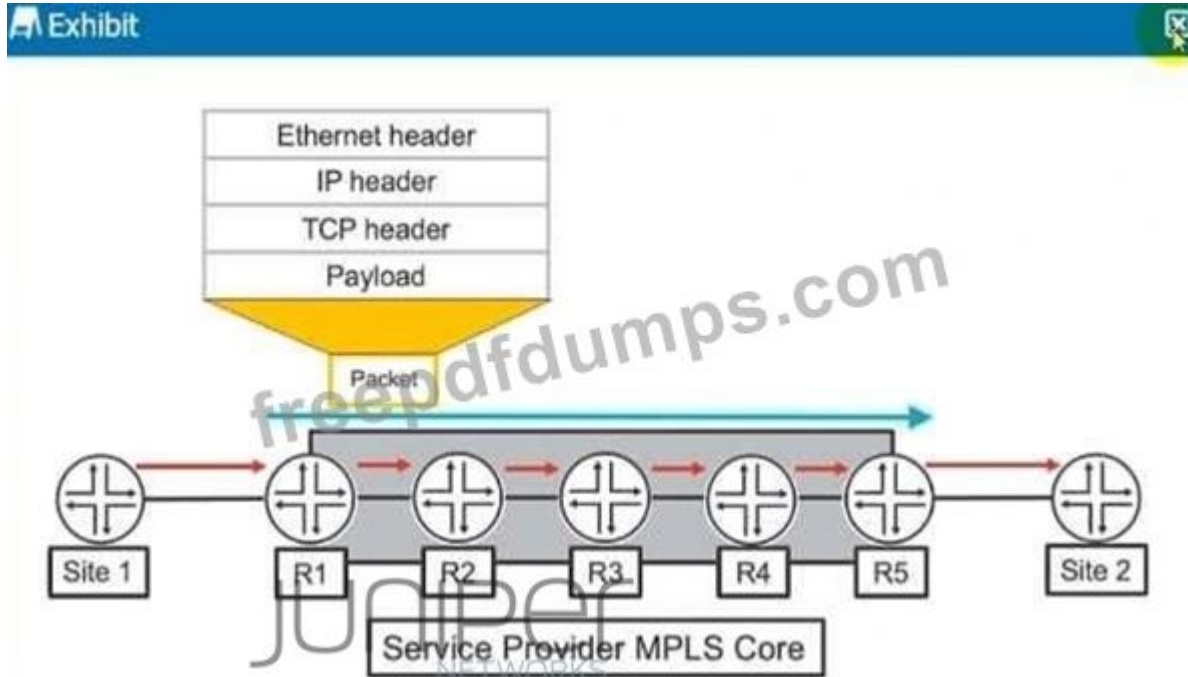 Exhibit
Ethernet header
IP header
TCP header
Payload
Packet
freepdfdumps.com
Site 1
R1
R2
R3
R4
R5
Site 2
JUNIPEr
NETWORKS
Service Provider MPLS Core